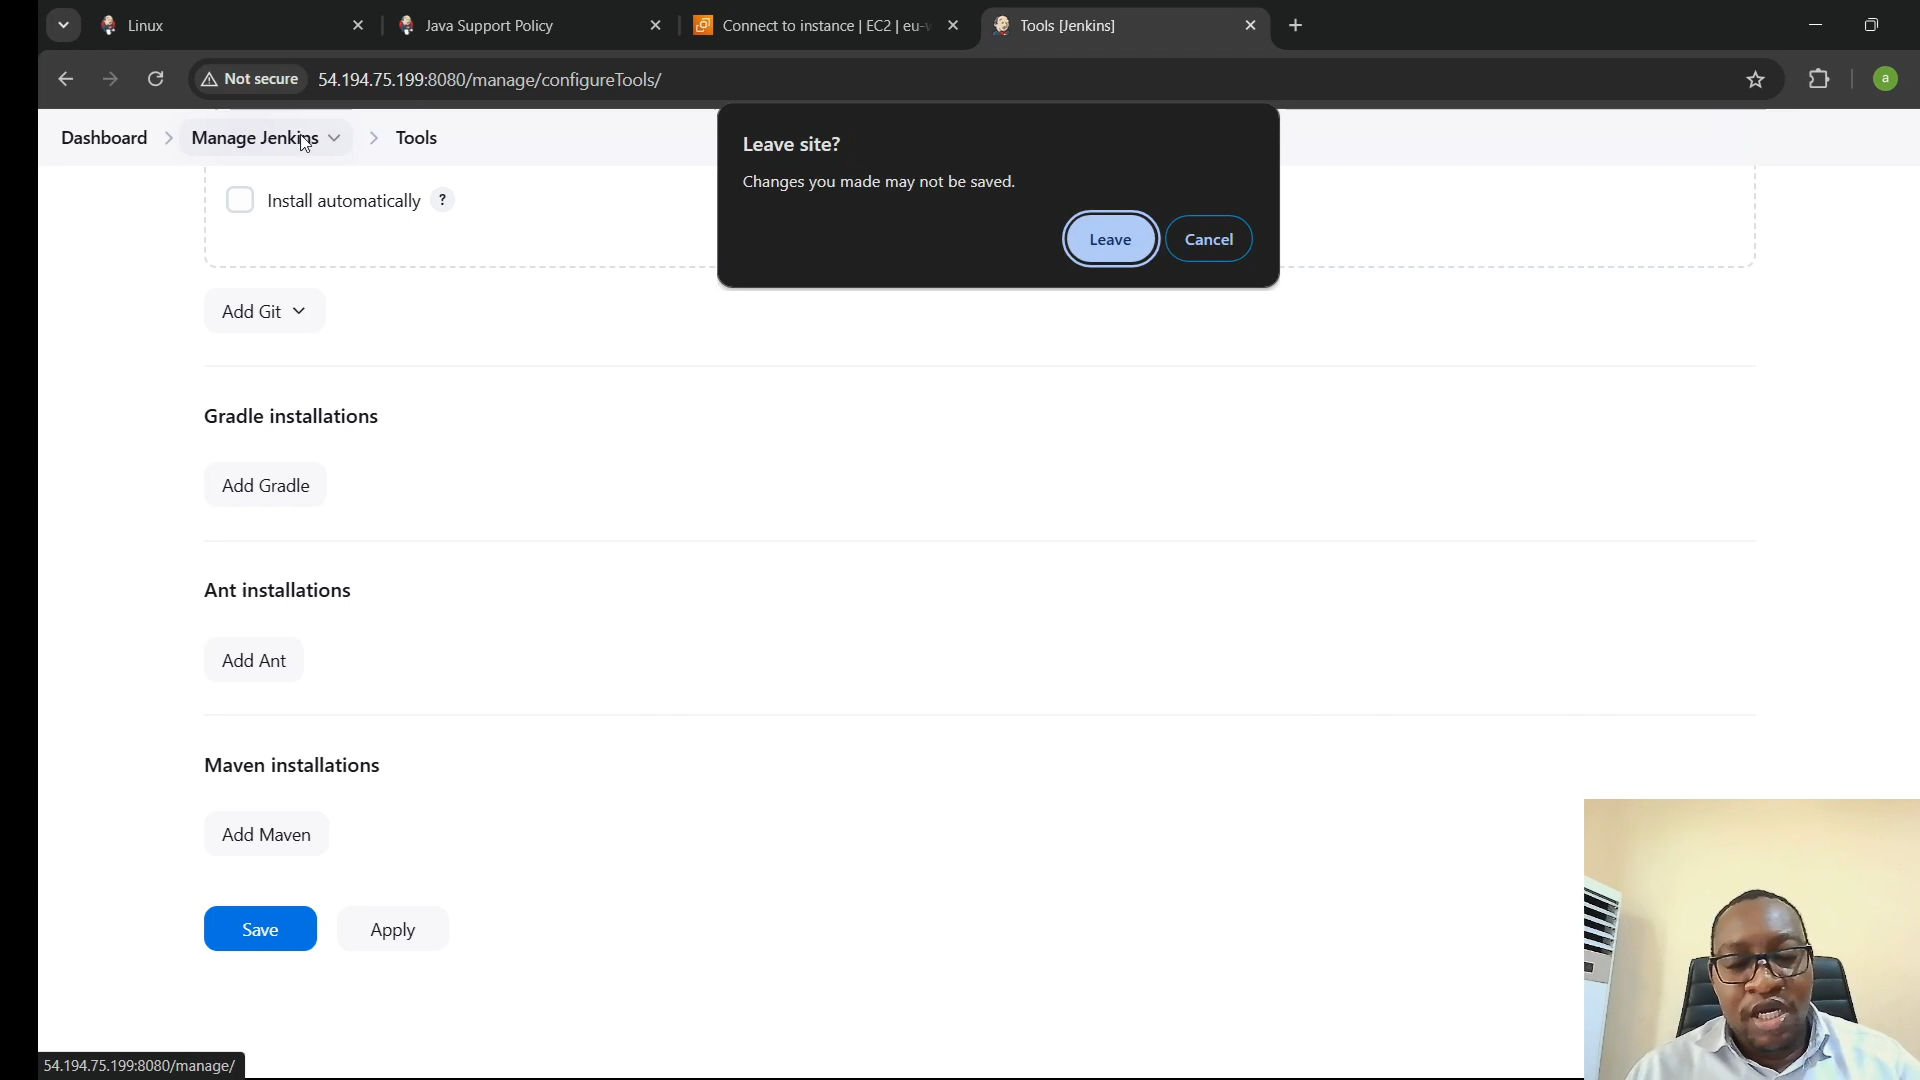 Linux
Java Support Policy
Connect to instance | EC2 | eu-
Tools [Jenkins]
Not secure
54.194.75.199:8080/manage/configureTools/
a
Dashboard
Manage Jenkins
Tools
Leave site?
Changes you made may not be saved.
Leave
Cancel
Install automatically ?
Add Git
Gradle installations
Add Gradle
Ant installations
Add Ant
Maven installations
Add Maven
Save
Apply
54.194.75.199:8080/manage/